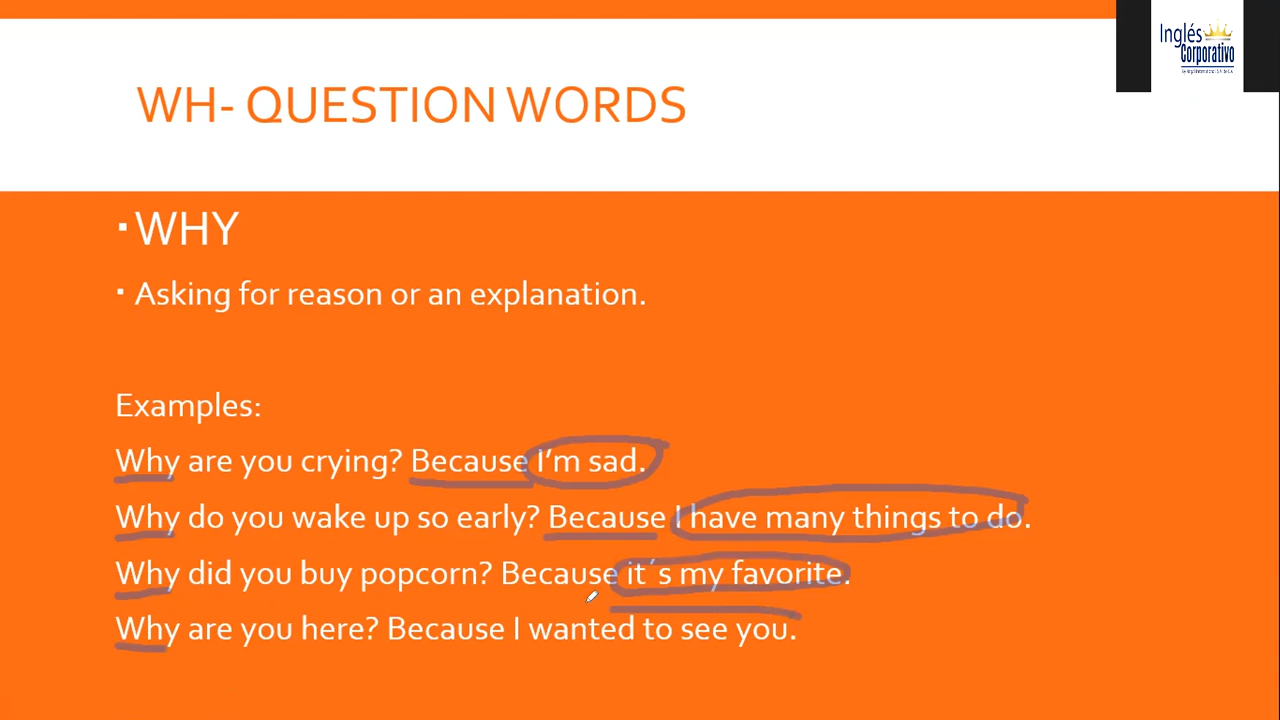 Inglés
Corporativo
WH- QUESTION WORDS
▪ WHY
▪ Asking for reason or an explanation.
Examples:
Why are you crying? Because I'm sad.
Why do you wake up so early? Because I have many things to do.
Why did you buy popcorn? Because it´s my favorite.
Why are you here? Because I wanted to see you.